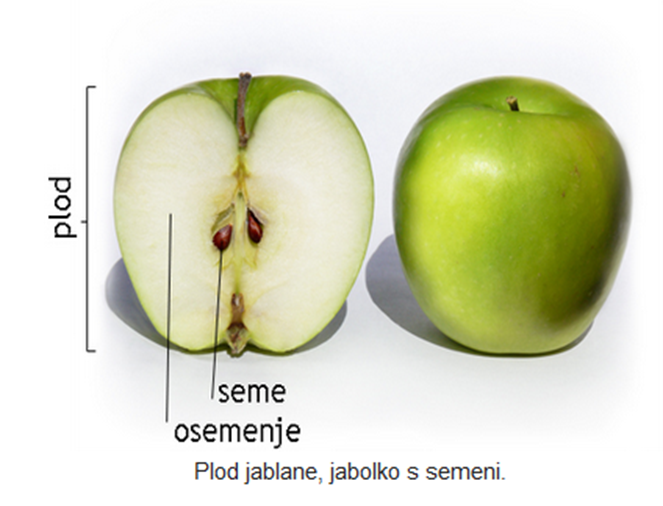 plod
seme
osemenje
Plod jablane, jabolko s semeni.